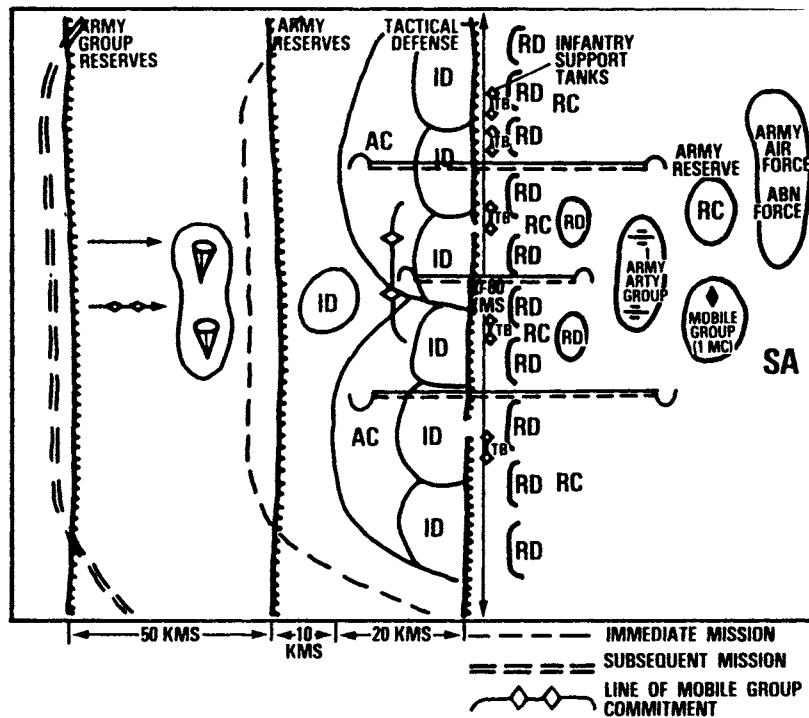 ARMY
GROUP
RESERVES
ARMY
RESERVES
TACTICAL
DEFENSE
INFANTRY
SUPPORT
TANKS
RD
ID
RD
RC
TB
RD
TB
AC
ID
ARMY
AIR
FORCE
ABN
FORCE
ARMY
RESERVE
RC
RD
TB
RC
RD
ID
RD
1
ARMY
ARTY
GROUP
ID
KMS
RD
TB
RC
RD
MOBILE
GROUP
(1 MC)
ID
RD
SA
AC
ID
RD
TB
RD
RC
ID
RD
50 KMS
10
KMS
20 KMS
IMMEDIATE MISSION
SUBSEQUENT MISSION
LINE OF MOBILE GROUP
COMMITMENT